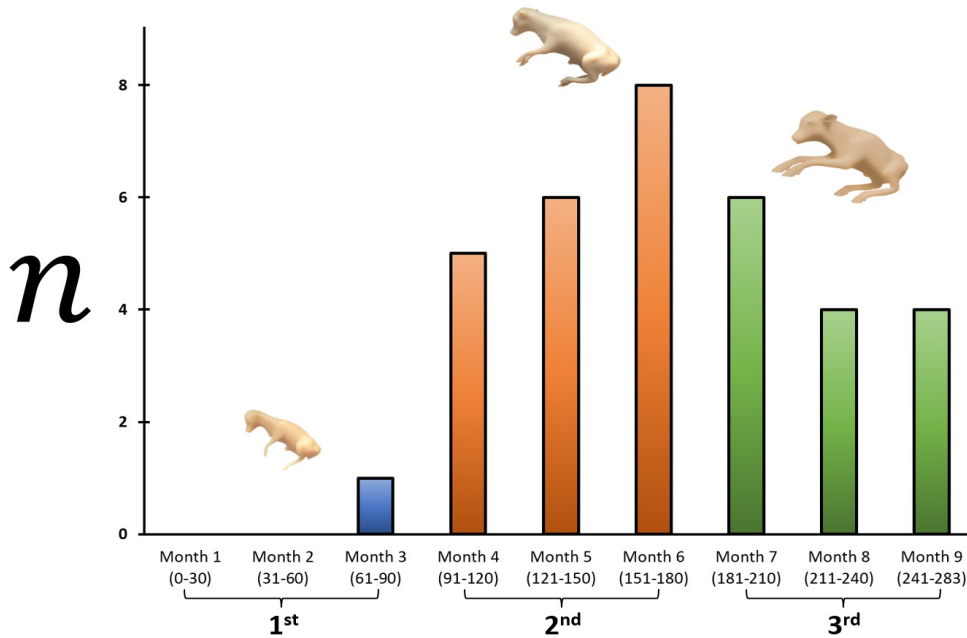 8
6
n
4
2
0
Month 1 Month 2 Month 3 Month 4 Month 5 Month 6 Month 7 Month 8 Month 9
(0-30) (31-60) (61-90) (91-120) (121-150) (151-180) (181-210) (211-240) (241-283)
1st 2nd 3rd